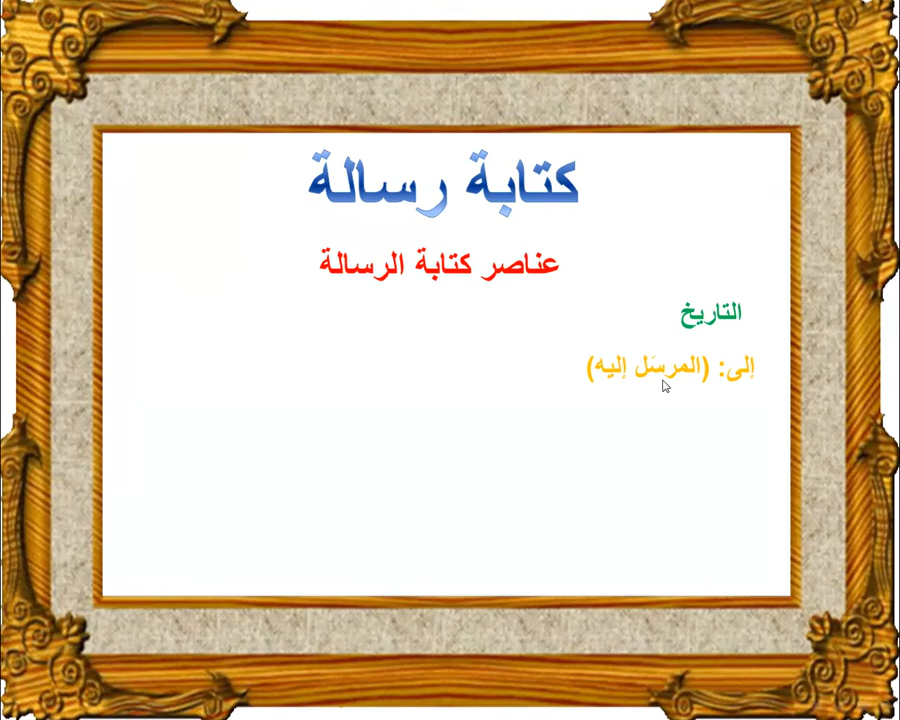 كتابة رسالة
عناصر كتابة الرسالة
التاريخ
إلى: (المرسَل إليه)